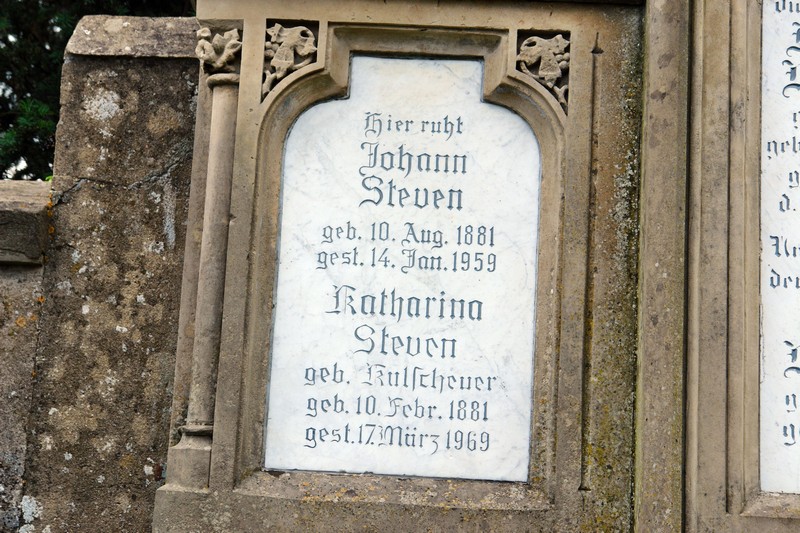 Hier ruht
Johann
Steven
geb. 10. Aug. 1881
gest. 14. Jan. 1959
Katharina
Steven
geb. Kulscheuer
geb. 10. Febr. 1881
gest. 17. März 1969